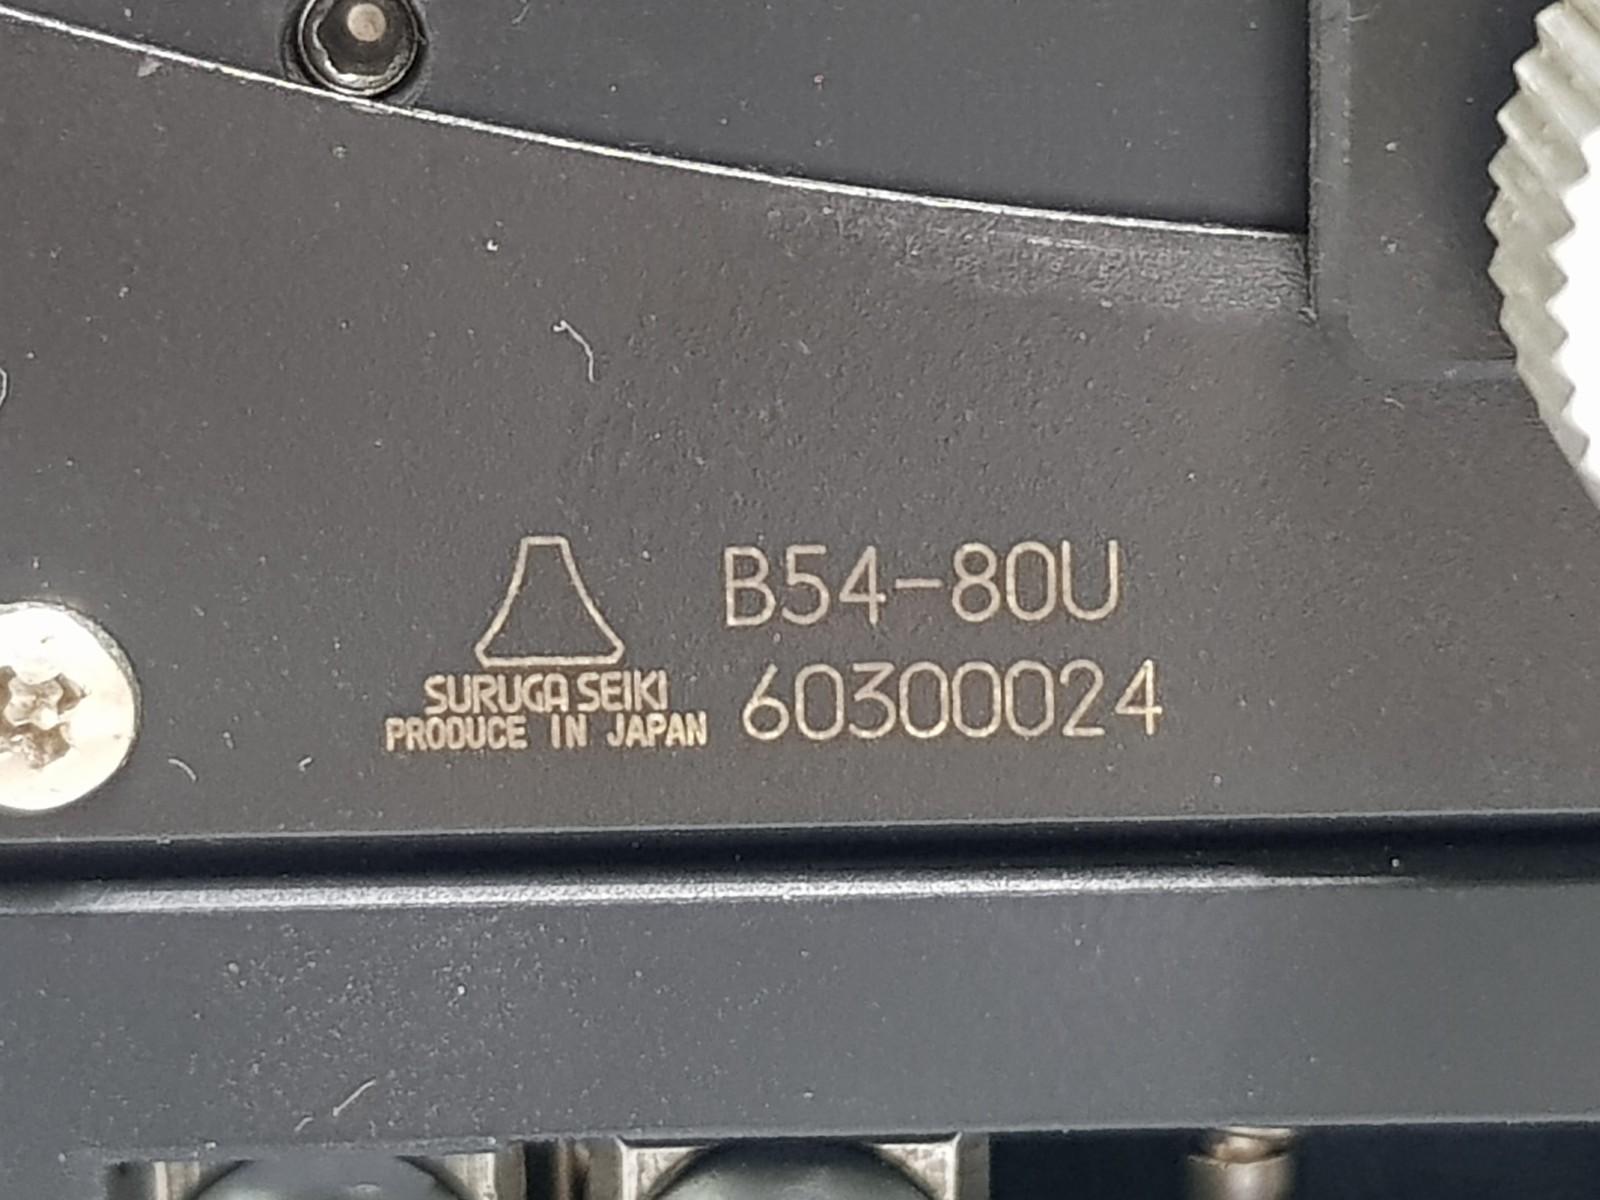 B54-80U
SURUGA SEIKI
PRODUCE IN JAPAN
60300024